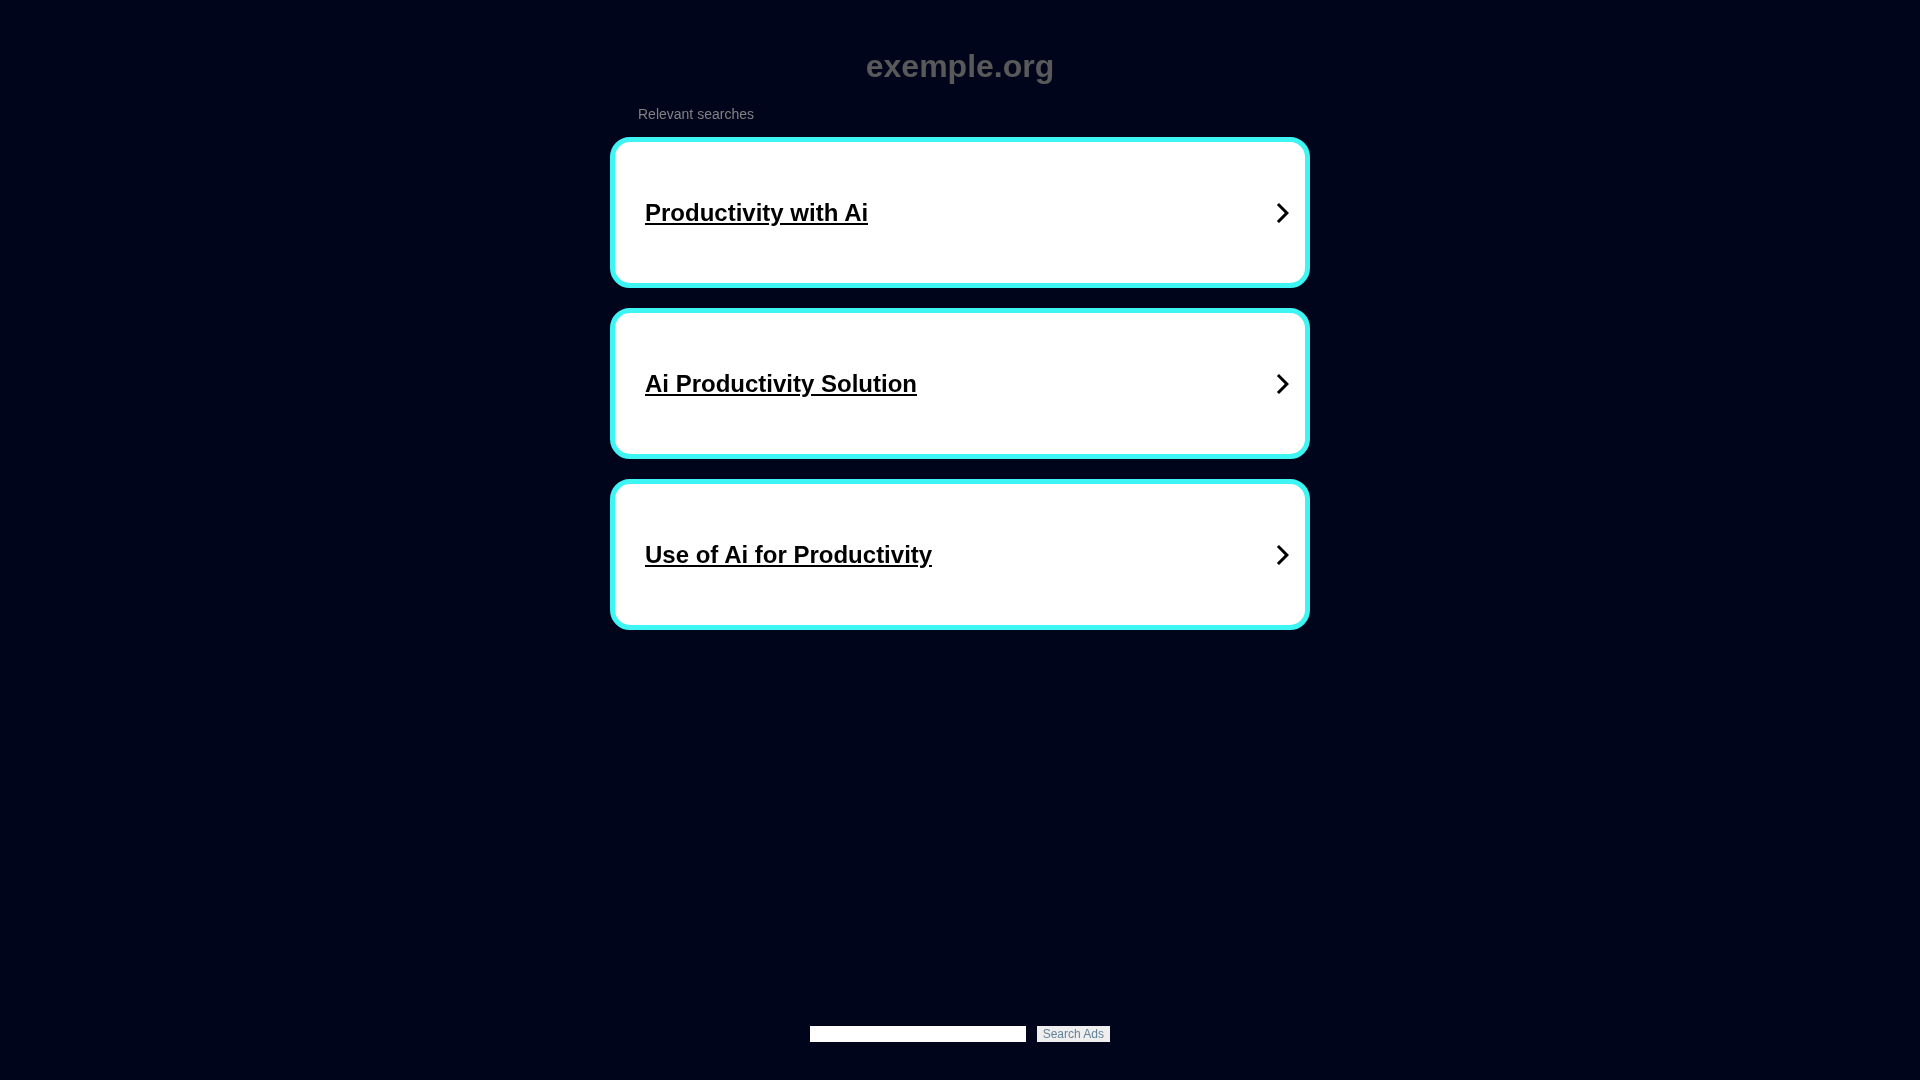 exemple.org
Relevant searches
Productivity with Ai
Ai Productivity Solution
Use of Ai for Productivity
Search Ads